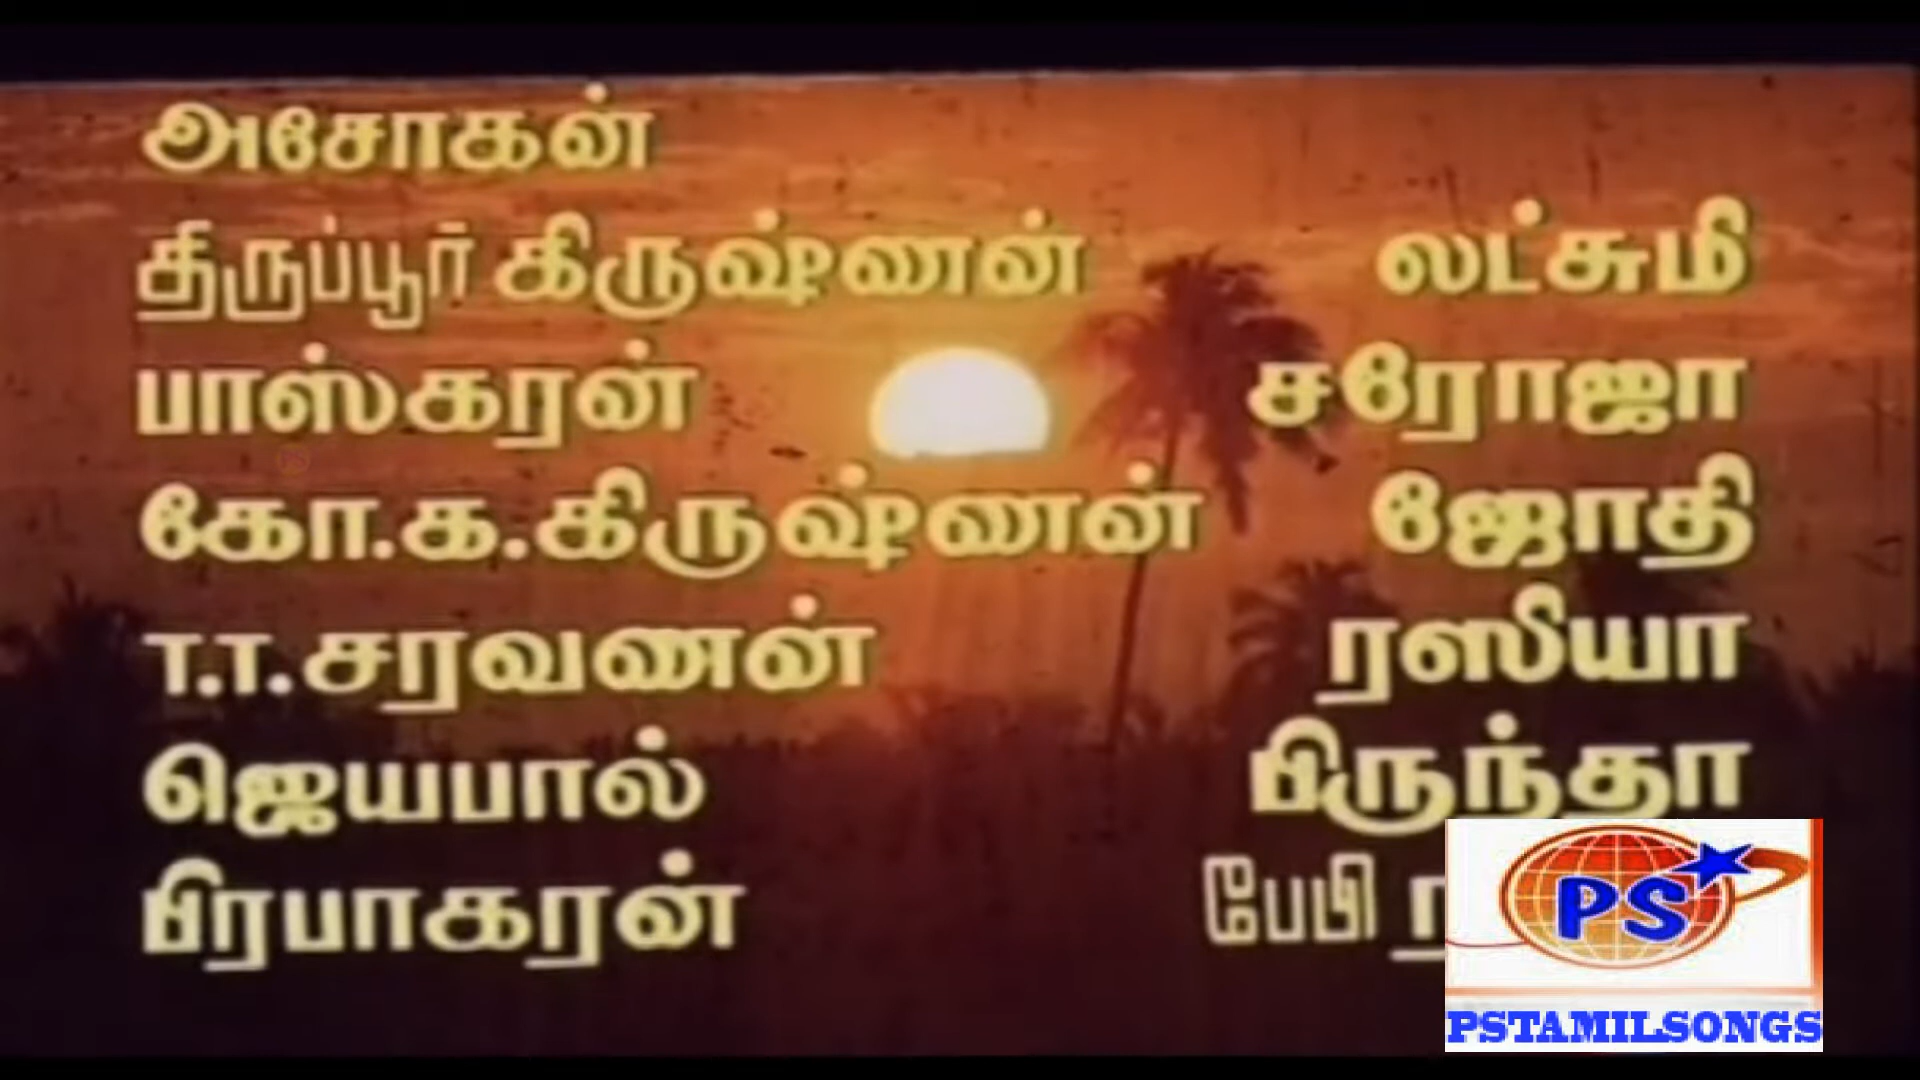 அசோகன்
திருப்பூர் கிருஷ்ணன் லட்சுமி
பாஸ்கரன் சரோஜா
கோ.க.கிருஷ்ணன் ஜோதி
T.T.சரவணன் ரஸியா
ஜெயபால் பிருந்தா
பிரபாகரன் பேபி
PS
PSTAMILSONGS